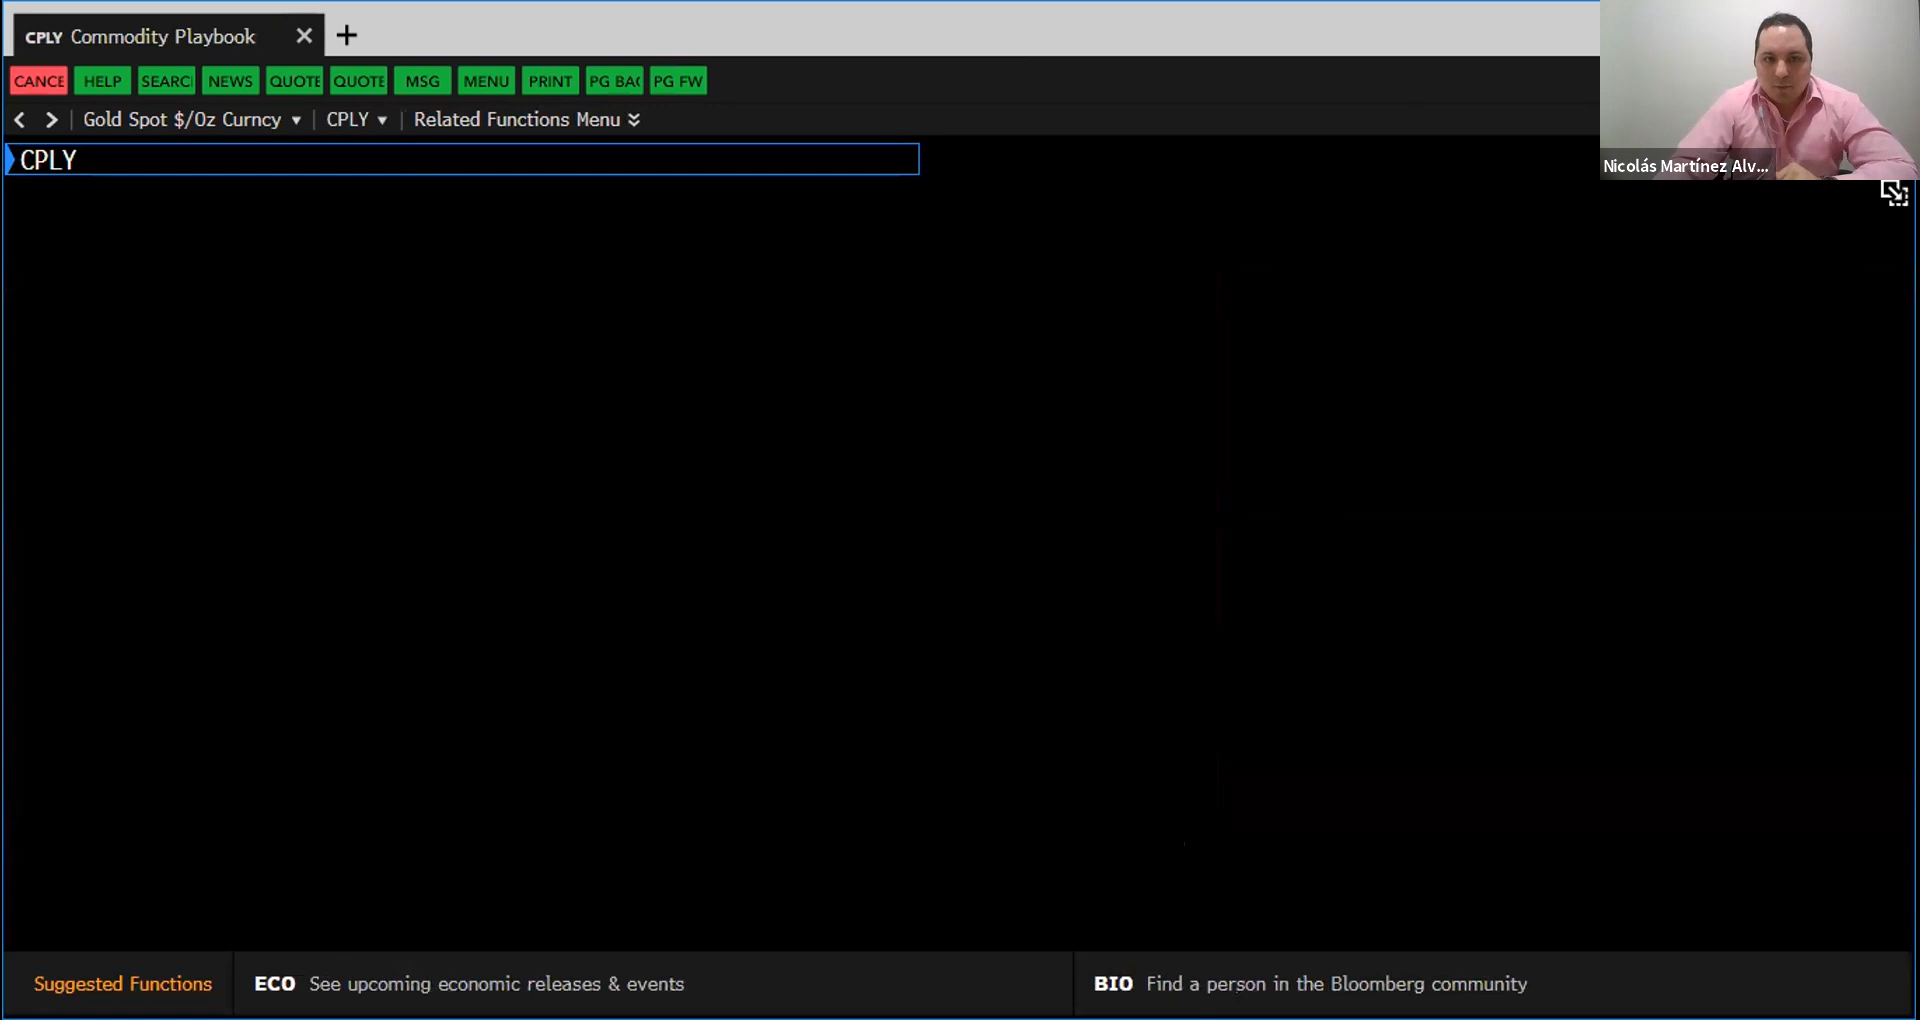 CPLY Commodity Playbook
CANCE HELP SEARC NEWS QUOTE QUOTE MSG MENU PRINT PG BAC PG FW
Gold Spot $/Oz Curncy CPLY Related Functions Menu
CPLY
Nicolás Martínez Alv...
Suggested Functions ECO See upcoming economic releases & events BIO Find a person in the Bloomberg community